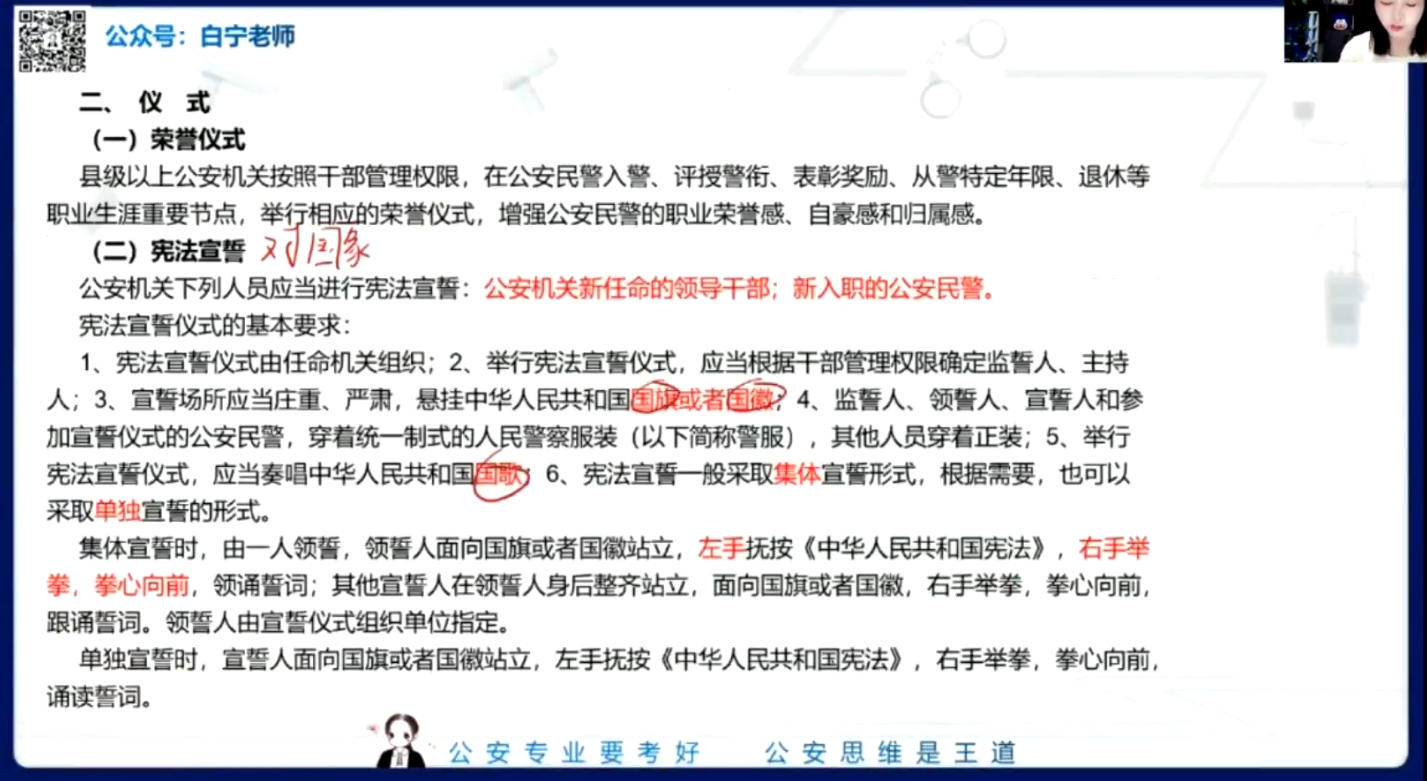 公众号：白宁老师
二、 仪 式
（一）荣誉仪式
县级以上公安机关按照干部管理权限，在公安民警入警、评授警衔、表彰奖励、从警特定年限、退休等
职业生涯重要节点，举行相应的荣誉仪式，增强公安民警的职业荣誉感、自豪感和归属感。
（二）宪法宣誓 对国家
公安机关下列人员应当进行宪法宣誓：公安机关新任命的领导干部；新入职的公安民警。
宪法宣誓仪式的基本要求：
1、宪法宣誓仪式由任命机关组织；2、举行宪法宣誓仪式，应当根据干部管理权限确定监誓人、主持
人；3、宣誓场所应当庄重、严肃，悬挂中华人民共和国国旗或者国徽；4、监誓人、领誓人、宣誓人和参
加宣誓仪式的公安民警，穿着统一制式的人民警察服装（以下简称警服），其他人员穿着正装；5、举行
宪法宣誓仪式，应当奏唱中华人民共和国国歌；6、宪法宣誓一般采取集体宣誓形式，根据需要，也可以
采取单独宣誓的形式。
集体宣誓时，由一人领誓，领誓人面向国旗或者国徽站立，左手抚按《中华人民共和国宪法》，右手举
拳，拳心向前，领诵誓词；其他宣誓人在领誓人身后整齐站立，面向国旗或者国徽，右手举拳，拳心向前，
跟诵誓词。领誓人由宣誓仪式组织单位指定。
单独宣誓时，宣誓人面向国旗或者国徽站立，左手抚按《中华人民共和国宪法》，右手举拳，拳心向前，
诵读誓词。
公安专业要考好 公安思维是王道